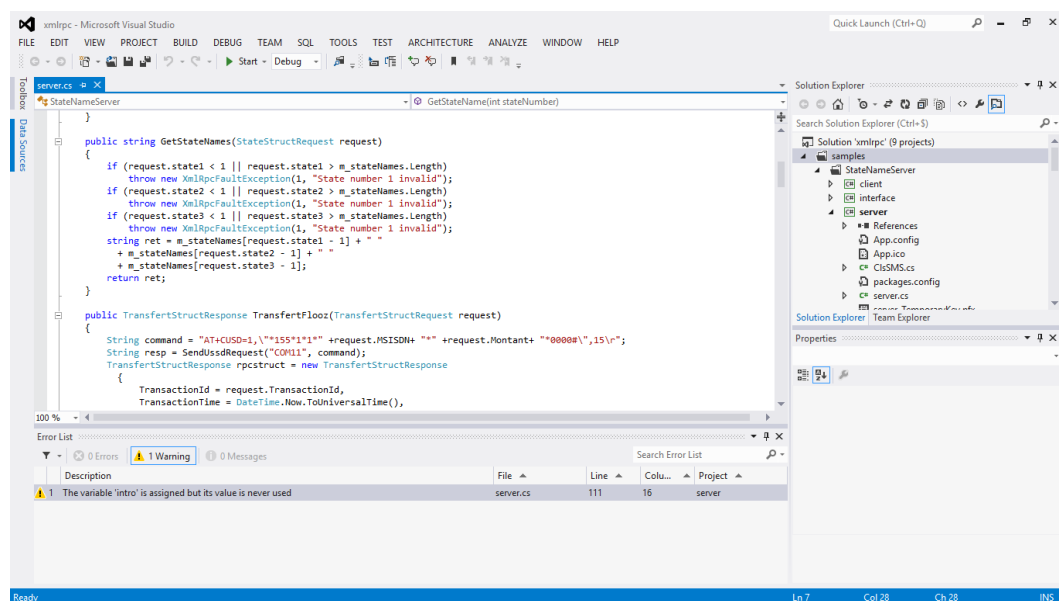 xmlrpc - Microsoft Visual Studio
Quick Launch (Ctrl+Q)
FILE EDIT VIEW PROJECT BUILD DEBUG TEAM SQL TOOLS TEST ARCHITECTURE ANALYZE WINDOW HELP
Start - Debug
Toolbox
Data Sources
server.cs
StateNameServer
GetStateName(int stateNumber)
}
public string GetStateNames(StateStructRequest request)
{
if (request.state1 < 1 || request.state1 > m_stateNames.Length)
throw new XmlRpcFaultException(1, "State number 1 invalid");
if (request.state2 < 1 || request.state2 > m_stateNames.Length)
throw new XmlRpcFaultException(1, "State number 1 invalid");
if (request.state3 < 1 || request.state3 > m_stateNames.Length)
throw new XmlRpcFaultException(1, "State number 1 invalid");
string ret = m_stateNames[request.state1 - 1] + " "
+ m_stateNames[request.state2 - 1] + " "
+ m_stateNames[request.state3 - 1];
return ret;
}
public TransfertStructResponse TransfertFlooz(TransfertStructRequest request)
{
String command = "AT+CUSD=1,\"*155*1*1*" +request.MSISDN+ "*" +request.Montant+ "*0000#\",15\r";
String resp = SendUssdRequest("COM11", command);
TransfertStructResponse rpcstruct = new TransfertStructResponse
{
TransactionId = request.TransactionId,
TransactionTime = DateTime.Now.ToUniversalTime(),
100 %
Error List
0 Errors
1 Warning
0 Messages
Search Error List
Description File Line Colu... Project
1 The variable 'intro' is assigned but its value is never used server.cs 111 16 server
Solution Explorer
Search Solution Explorer (Ctrl+$)
Solution 'xmlrpc' (9 projects)
samples
StateNameServer
C# client
C# interface
C# server
References
App.config
App.ico
C# ClsSMS.cs
packages.config
C# server.cs
server_TemporaryKey.pfx
Solution Explorer Team Explorer
Properties
Ready
Ln 7 Col 28 Ch 28 INS